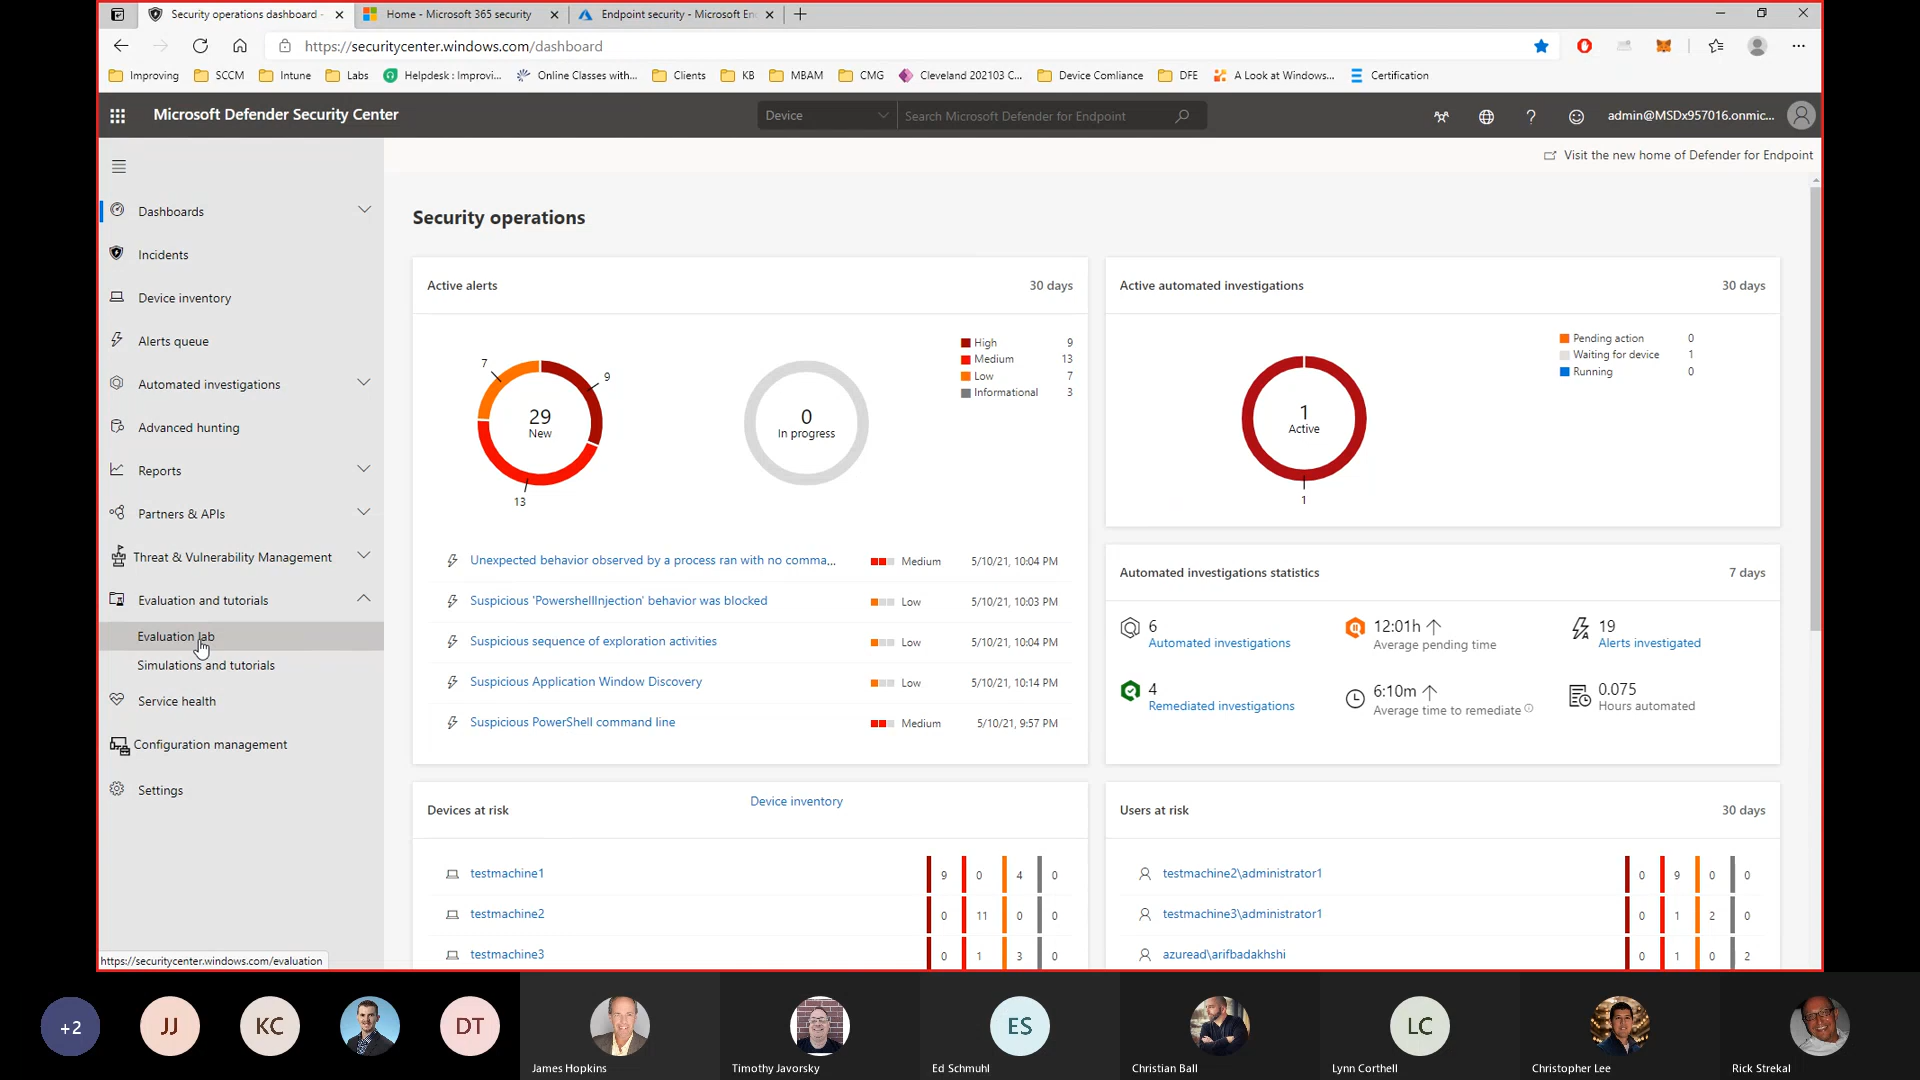 Security operations dashboard -
Home - Microsoft 365 security
Endpoint security - Microsoft En
https://securitycenter.windows.com/dashboard
Improving
SCCM
Intune
Labs
Helpdesk : Improvi...
Online Classes with...
Clients
KB
MBAM
CMG
Cleveland 202103 C...
Device Comliance
DFE
A Look at Windows...
Certification
Microsoft Defender Security Center
Device
Search Microsoft Defender for Endpoint
?
admin@MSDx957016.onmic...
Visit the new home of Defender for Endpoint
Dashboards
Incidents
Device inventory
Alerts queue
Automated investigations
Advanced hunting
Reports
Partners & APIs
Threat & Vulnerability Management
Evaluation and tutorials
Evaluation lab
Simulations and tutorials
Service health
Configuration management
Settings
https://securitycenter.windows.com/evaluation
Security operations
Active alerts
30 days
7
9
29
New
13
0
In progress
High 9
Medium 13
Low 7
Informational 3
Unexpected behavior observed by a process ran with no comma... Medium 5/10/21, 10:04 PM
Suspicious 'PowershellInjection' behavior was blocked Low 5/10/21, 10:03 PM
Suspicious sequence of exploration activities Low 5/10/21, 10:04 PM
Suspicious Application Window Discovery Low 5/10/21, 10:14 PM
Suspicious PowerShell command line Medium 5/10/21, 9:57 PM
Active automated investigations
30 days
Pending action 0
Waiting for device 1
Running 0
1
Active
1
Automated investigations statistics
7 days
6
Automated investigations
12:01h
Average pending time
19
Alerts investigated
4
Remediated investigations
6:10m
Average time to remediate
0.075
Hours automated
Devices at risk
Device inventory
testmachine1 9 0 4 0
testmachine2 0 11 0 0
testmachine3 0 1 3 0
Users at risk
30 days
testmachine2\administrator1 0 9 0 0
testmachine3\administrator1 0 1 2 0
azuread\arifbadakhshi 0 1 0 2
+2
JJ
KC
DT
James Hopkins
Timothy Javorsky
ES
Ed Schmuhl
Christian Ball
LC
Lynn Corthell
Christopher Lee
Rick Strekal